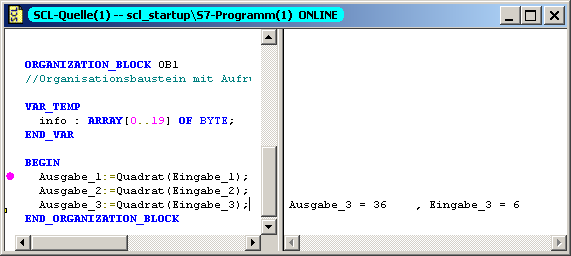 SCL-Quelle(1) -- scl_startup\S7-Programm(1) ONLINE
ORGANIZATION_BLOCK OB1
//Organisationsbaustein mit Aufru
VAR_TEMP
info : ARRAY[0..19] OF BYTE;
END_VAR
BEGIN
Ausgabe_1:=Quadrat(Eingabe_1);
Ausgabe_2:=Quadrat(Eingabe_2);
Ausgabe_3:=Quadrat(Eingabe_3);
Ausgabe_3 = 36 , Eingabe_3 = 6
END_ORGANIZATION_BLOCK